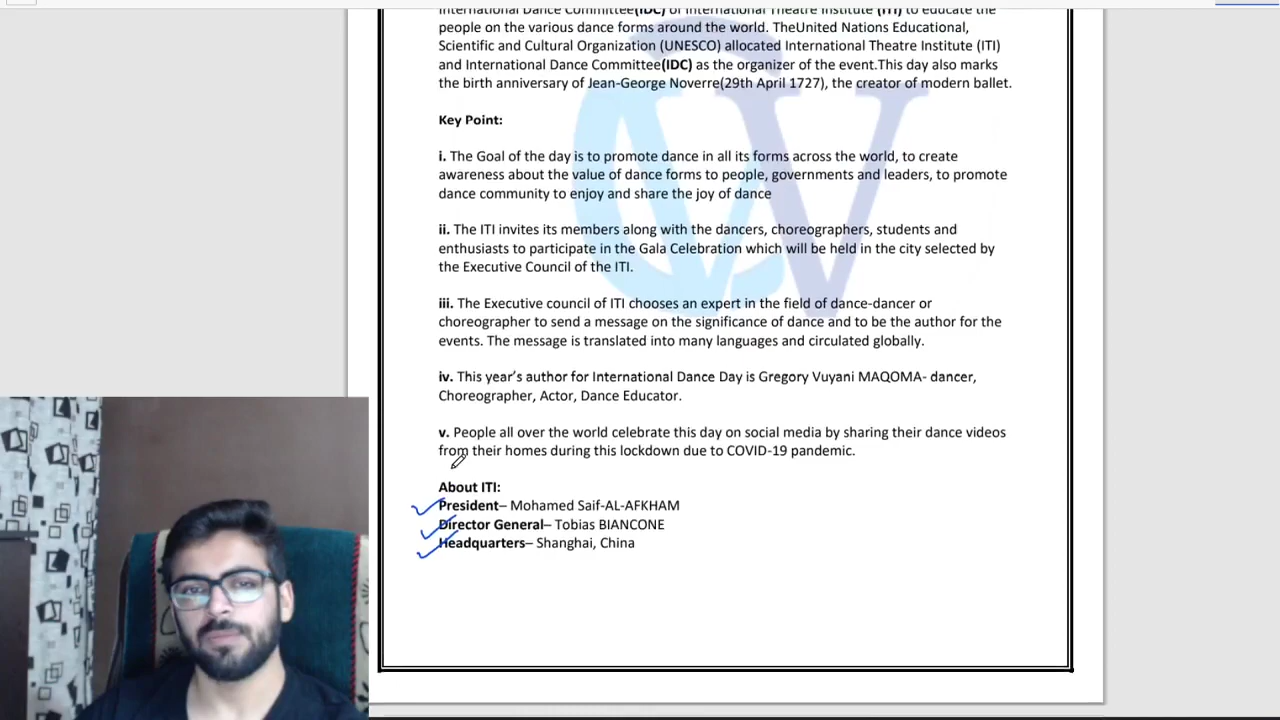 International Dance Committee(IDC) of International Theatre Institute (ITI) to educate the
people on the various dance forms around the world. TheUnited Nations Educational,
Scientific and Cultural Organization (UNESCO) allocated International Theatre Institute (ITI)
and International Dance Committee(IDC) as the organizer of the event.This day also marks
the birth anniversary of Jean-George Noverre(29th April 1727), the creator of modern ballet.
Key Point:
i. The Goal of the day is to promote dance in all its forms across the world, to create
awareness about the value of dance forms to people, governments and leaders, to promote
dance community to enjoy and share the joy of dance
ii. The ITI invites its members along with the dancers, choreographers, students and
enthusiasts to participate in the Gala Celebration which will be held in the city selected by
the Executive Council of the ITI.
iii. The Executive council of ITI chooses an expert in the field of dance-dancer or
choreographer to send a message on the significance of dance and to be the author for the
events. The message is translated into many languages and circulated globally.
iv. This year’s author for International Dance Day is Gregory Vuyani MAQOMA- dancer,
Choreographer, Actor, Dance Educator.
v. People all over the world celebrate this day on social media by sharing their dance videos
from their homes during this lockdown due to COVID-19 pandemic.
About ITI:
President– Mohamed Saif-AL-AFKHAM
Director General– Tobias BIANCONE
Headquarters– Shanghai, China